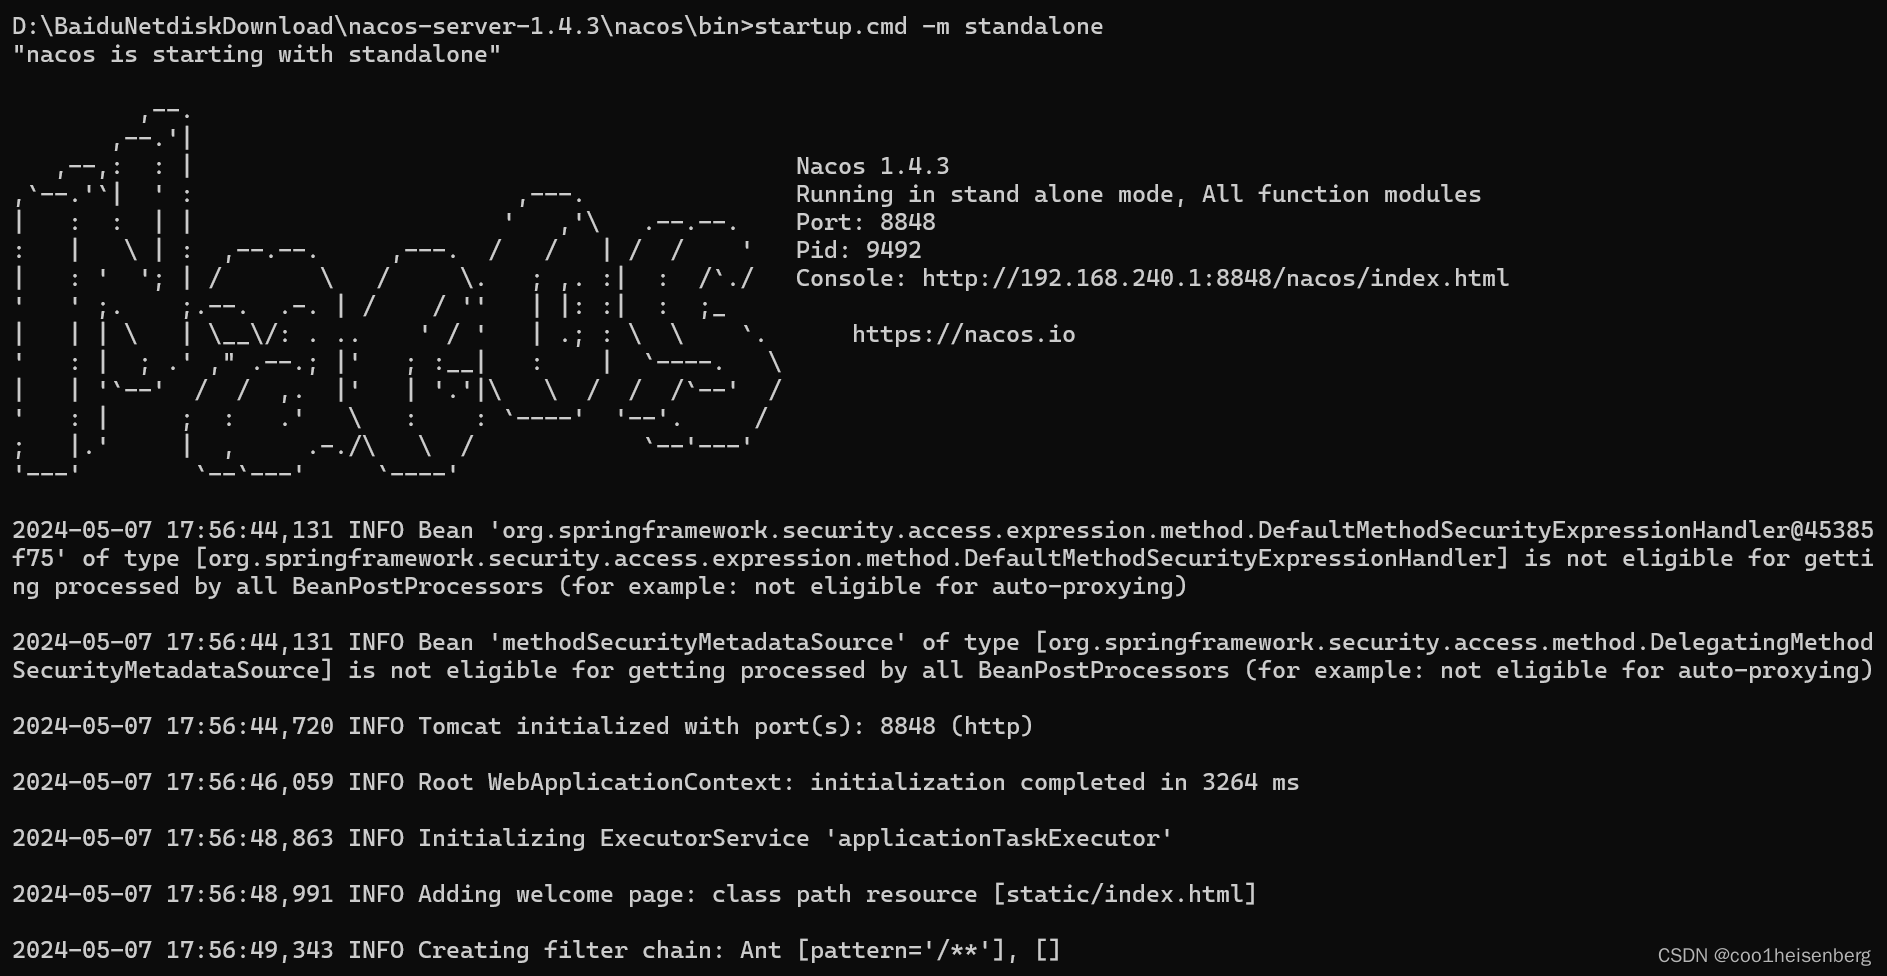 D:\BaiduNetdiskDownload\nacos-server-1.4.3\nacos\bin>startup.cmd -m standalone
"nacos is starting with standalone"
         ,--.
       ,--.'|
   ,--,:  : |                                           Nacos 1.4.3
,`--.'`|  ' :                       ,---.               Running in stand alone mode, All function modules
|   :  :  | |                      '   ,'\   .--.--.    Port: 8848
:   |   \ | :  ,--.--.     ,---.  /   /   | /  /    '   Pid: 9492
|   : '  '; | /       \   /     \.   ; ,. :|  :  /`./   Console: http://192.168.240.1:8848/nacos/index.html
'   ' ;.    ;.--.  .-. | /    / ''   | |: :|  :  ;_
|   | | \   | \__\/: . ..    ' / '   | .; : \  \    `.      https://nacos.io
'   : |  ; .' ," .--.; |'   ; :__|   :    |  `----.   \
|   | '`--'  /  /  ,.  |'   | '.'|\   \  /  /  /`--'  /
'   : |     ;  :   .'   \   :    : `----'  '--'.     /
;   |.'     |  ,     .-./\   \  /            `--'---'
'---'        `--`---'     `----'
2024-05-07 17:56:44,131 INFO Bean 'org.springframework.security.access.expression.method.DefaultMethodSecurityExpressionHandler@45385
f75' of type [org.springframework.security.access.expression.method.DefaultMethodSecurityExpressionHandler] is not eligible for getti
ng processed by all BeanPostProcessors (for example: not eligible for auto-proxying)
2024-05-07 17:56:44,131 INFO Bean 'methodSecurityMetadataSource' of type [org.springframework.security.access.method.DelegatingMethod
SecurityMetadataSource] is not eligible for getting processed by all BeanPostProcessors (for example: not eligible for auto-proxying)
2024-05-07 17:56:44,720 INFO Tomcat initialized with port(s): 8848 (http)
2024-05-07 17:56:46,059 INFO Root WebApplicationContext: initialization completed in 3264 ms
2024-05-07 17:56:48,863 INFO Initializing ExecutorService 'applicationTaskExecutor'
2024-05-07 17:56:48,991 INFO Adding welcome page: class path resource [static/index.html]
2024-05-07 17:56:49,343 INFO Creating filter chain: Ant [pattern='/**'], []
CSDN @coo1heisenberg